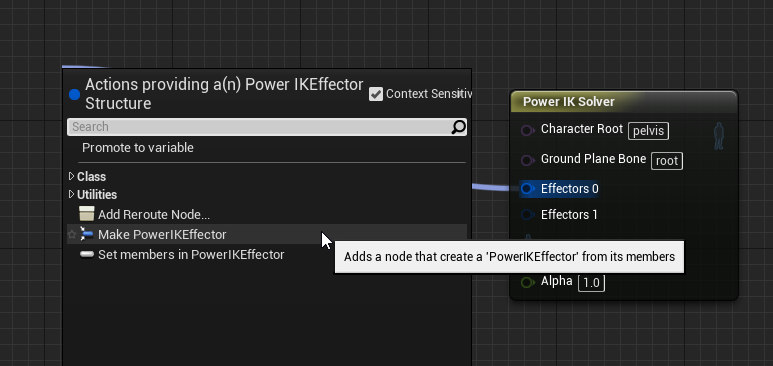 Actions providing a(n) Power IKEffector
Structure
Context Sensitiv
Search
Promote to variable
Class
Utilities
Add Reroute Node...
Make PowerIKEffector
Set members in PowerIKEffector
Adds a node that create a 'PowerIKEffector' from its members
Power IK Solver
Character Root pelvis
Ground Plane Bone root
Effectors 0
Effectors 1
Alpha 1.0